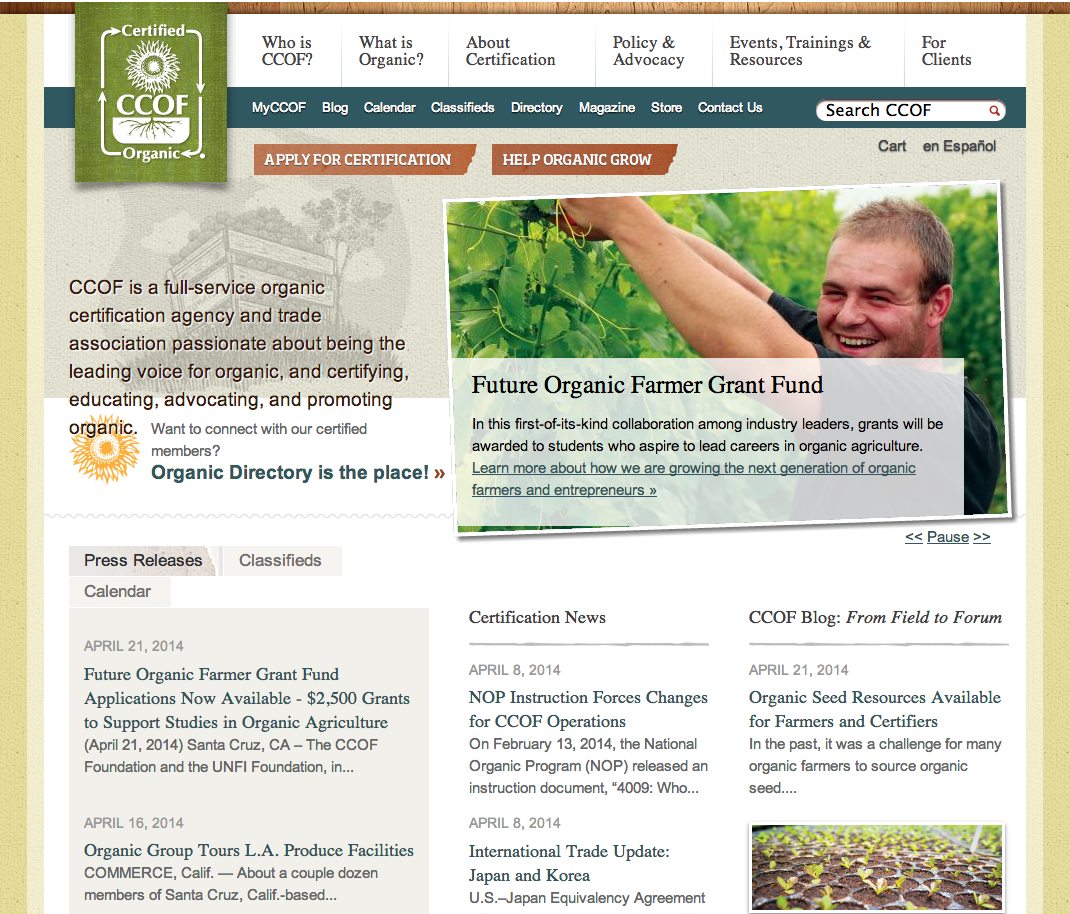 Certified
CCOF
Organic
Who is
CCOF?
What is
Organic?
About
Certification
Policy &
Advocacy
Events, Trainings &
Resources
For
Clients
MyCCOF Blog Calendar Classifieds Directory Magazine Store Contact Us
Search CCOF
Cart en Español
APPLY FOR CERTIFICATION
HELP ORGANIC GROW
CCOF is a full-service organic
certification agency and trade
association passionate about being the
leading voice for organic, and certifying,
educating, advocating, and promoting
organic.
Want to connect with our certified
members?
Organic Directory is the place! »
Future Organic Farmer Grant Fund
In this first-of-its-kind collaboration among industry leaders, grants will be
awarded to students who aspire to lead careers in organic agriculture.
Learn more about how we are growing the next generation of organic
farmers and entrepreneurs »
<< Pause >>
Press Releases
Classifieds
Calendar
APRIL 21, 2014
Future Organic Farmer Grant Fund
Applications Now Available - $2,500 Grants
to Support Studies in Organic Agriculture
(April 21, 2014) Santa Cruz, CA – The CCOF
Foundation and the UNFI Foundation, in...
APRIL 16, 2014
Organic Group Tours L.A. Produce Facilities
COMMERCE, Calif. — About a couple dozen
members of Santa Cruz, Calif.-based...
Certification News
APRIL 8, 2014
NOP Instruction Forces Changes
for CCOF Operations
On February 13, 2014, the National
Organic Program (NOP) released an
instruction document, “4009: Who...
APRIL 8, 2014
International Trade Update:
Japan and Korea
U.S.–Japan Equivalency Agreement
CCOF Blog: From Field to Forum
APRIL 21, 2014
Organic Seed Resources Available
for Farmers and Certifiers
In the past, it was a challenge for many
organic farmers to source organic
seed....